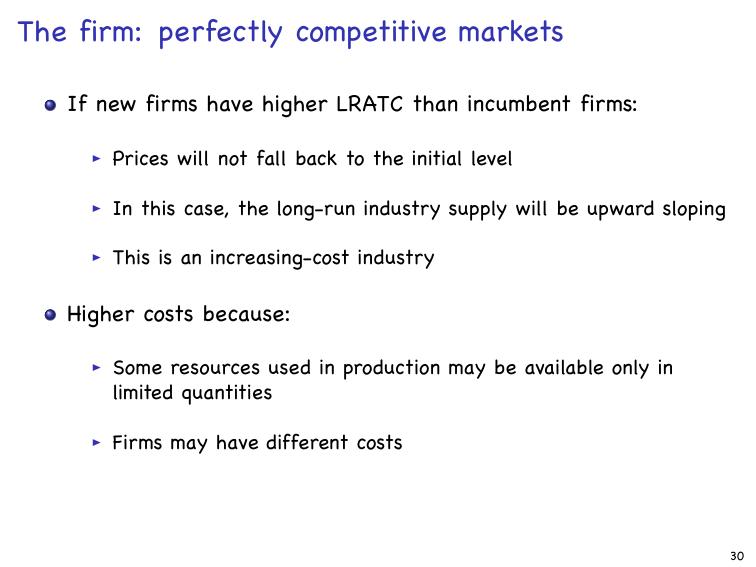 The firm: perfectly competitive markets
If new firms have higher LRATC than incumbent firms:
Prices will not fall back to the initial level
In this case, the long-run industry supply will be upward sloping
This is an increasing-cost industry
Higher costs because:
Some resources used in production may be available only in
limited quantities
Firms may have different costs
30